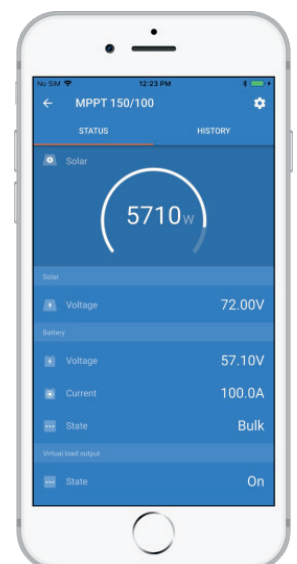 No SIM 12:23 PM
MPPT 150/100
STATUS HISTORY
Solar
5710W
Solar
Voltage 72.00V
Battery
Voltage 57.10V
Current 100.0A
State Bulk
Virtual load output
State On